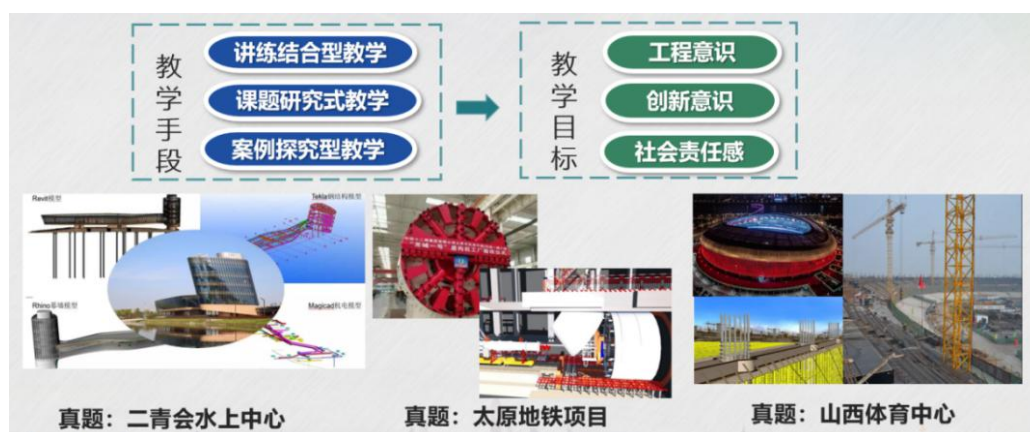 教学手段
讲练结合型教学
课题研究式教学
案例探究型教学
教学目标
工程意识
创新意识
社会责任感
Revit模型
Tekla钢结构模型
Rhino幕墙模型
Magicad机电模型
真题：二青会水上中心
真题：太原地铁项目
真题：山西体育中心